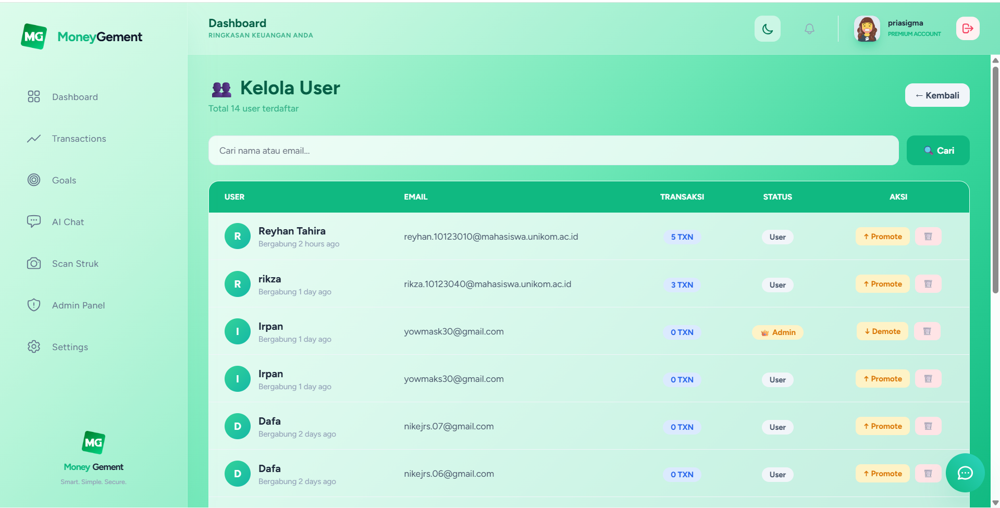 MG MoneyGement
Dashboard
Transactions
Goals
AI Chat
Scan Struk
Admin Panel
Settings
MG
Money Gement
Smart. Simple. Secure.
Dashboard
RINGKASAN KEUANGAN ANDA
priasigma
PREMIUM ACCOUNT
Kelola User
Total 14 user terdaftar
← Kembali
Cari nama atau email...
Cari
USER EMAIL TRANSAKSI STATUS AKSI
R Reyhan Tahira
Bergabung 2 hours ago
reyhan.10123010@mahasiswa.unikom.ac.id 5 TXN User ↑ Promote
R rikza
Bergabung 1 day ago
rikza.10123040@mahasiswa.unikom.ac.id 3 TXN User ↑ Promote
I Irpan
Bergabung 1 day ago
yowmask30@gmail.com 0 TXN Admin ↓ Demote
I Irpan
Bergabung 1 day ago
yowmaks30@gmail.com 0 TXN User ↑ Promote
D Dafa
Bergabung 2 days ago
nikejrs.07@gmail.com 0 TXN User ↑ Promote
D Dafa
Bergabung 2 days ago
nikejrs.06@gmail.com 0 TXN User ↑ Promote